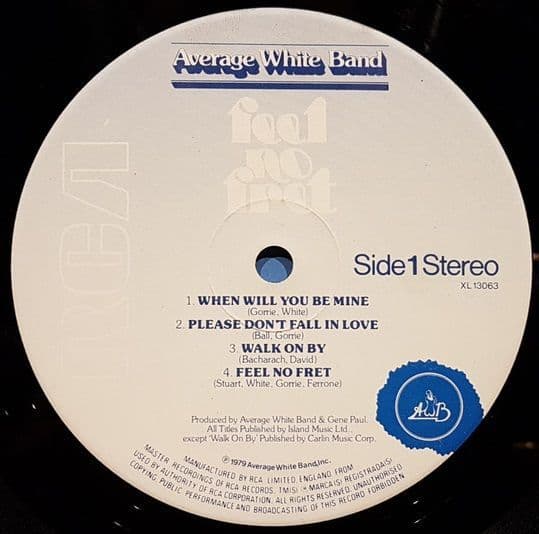 Average White Band
feel
no
fret
RCA
Side 1 Stereo
XL 13063
1. WHEN WILL YOU BE MINE
(Gorrie, White)
2. PLEASE DON'T FALL IN LOVE
(Ball, Gorrie)
3. WALK ON BY
(Bacharach, David)
4. FEEL NO FRET
(Stuart, White, Gorrie, Ferrone)
AWB
Produced by Average White Band & Gene Paul.
All Titles Published by Island Music Ltd.,
except 'Walk On By' Published by Carlin Music Corp.
℗ 1979 Average White Band, Inc.
MANUFACTURED BY RCA LIMITED, ENGLAND, FROM
MASTER RECORDINGS OF RCA RECORDS. TM(S) ® MARCA(S) REGISTRADA(S)
USED BY AUTHORITY OF RCA CORPORATION. ALL RIGHTS RESERVED. UNAUTHORISED
COPYING, PUBLIC PERFORMANCE AND BROADCASTING OF THIS RECORD FORBIDDEN